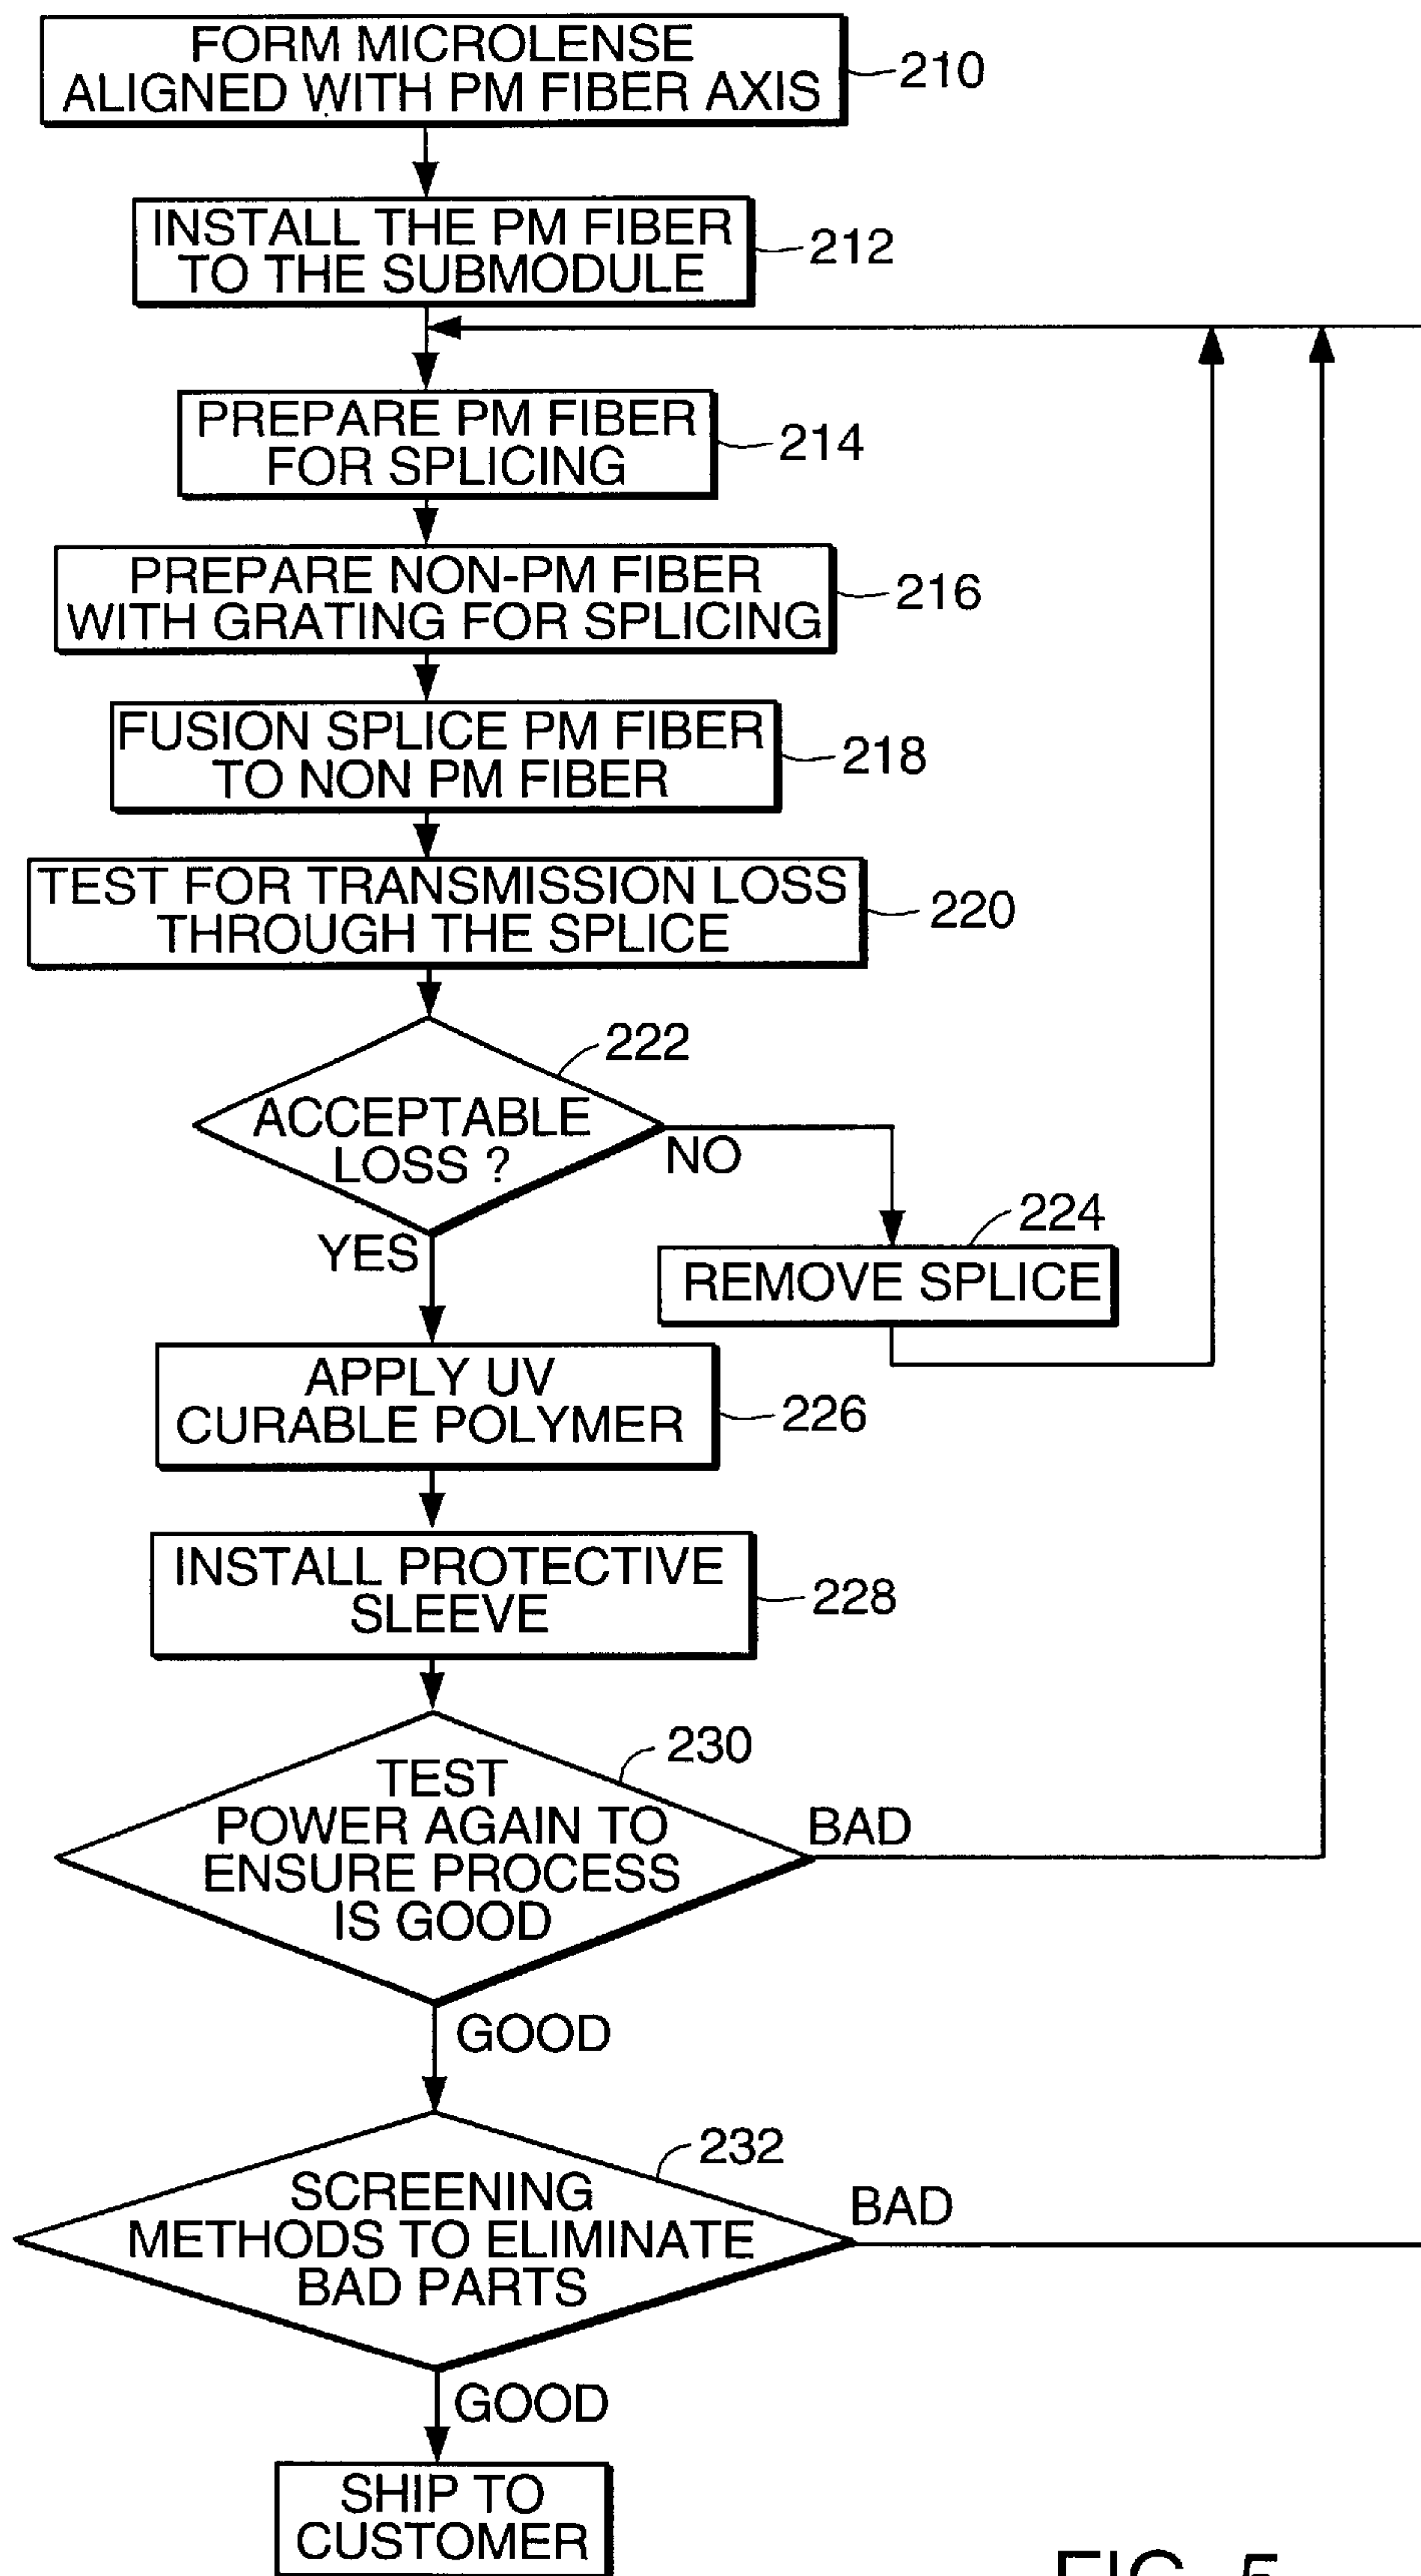 FORM MICROLENSE
ALIGNED WITH PM FIBER AXIS
210
INSTALL THE PM FIBER
TO THE SUBMODULE
212
PREPARE PM FIBER
FOR SPLICING
214
PREPARE NON-PM FIBER
WITH GRATING FOR SPLICING
216
FUSION SPLICE PM FIBER
TO NON PM FIBER
218
TEST FOR TRANSMISSION LOSS
THROUGH THE SPLICE
220
222
ACCEPTABLE
LOSS ?
NO
YES
224
REMOVE SPLICE
APPLY UV
CURABLE POLYMER
226
INSTALL PROTECTIVE
SLEEVE
228
230
TEST
POWER AGAIN TO
ENSURE PROCESS
IS GOOD
BAD
GOOD
232
SCREENING
METHODS TO ELIMINATE
BAD PARTS
BAD
GOOD
SHIP TO
CUSTOMER
FIG. 5